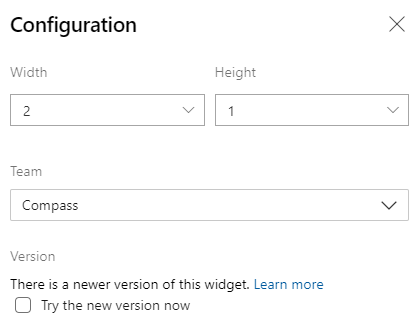 Configuration
Width Height
2 1
Team
Compass
Version
There is a newer version of this widget. Learn more
Try the new version now